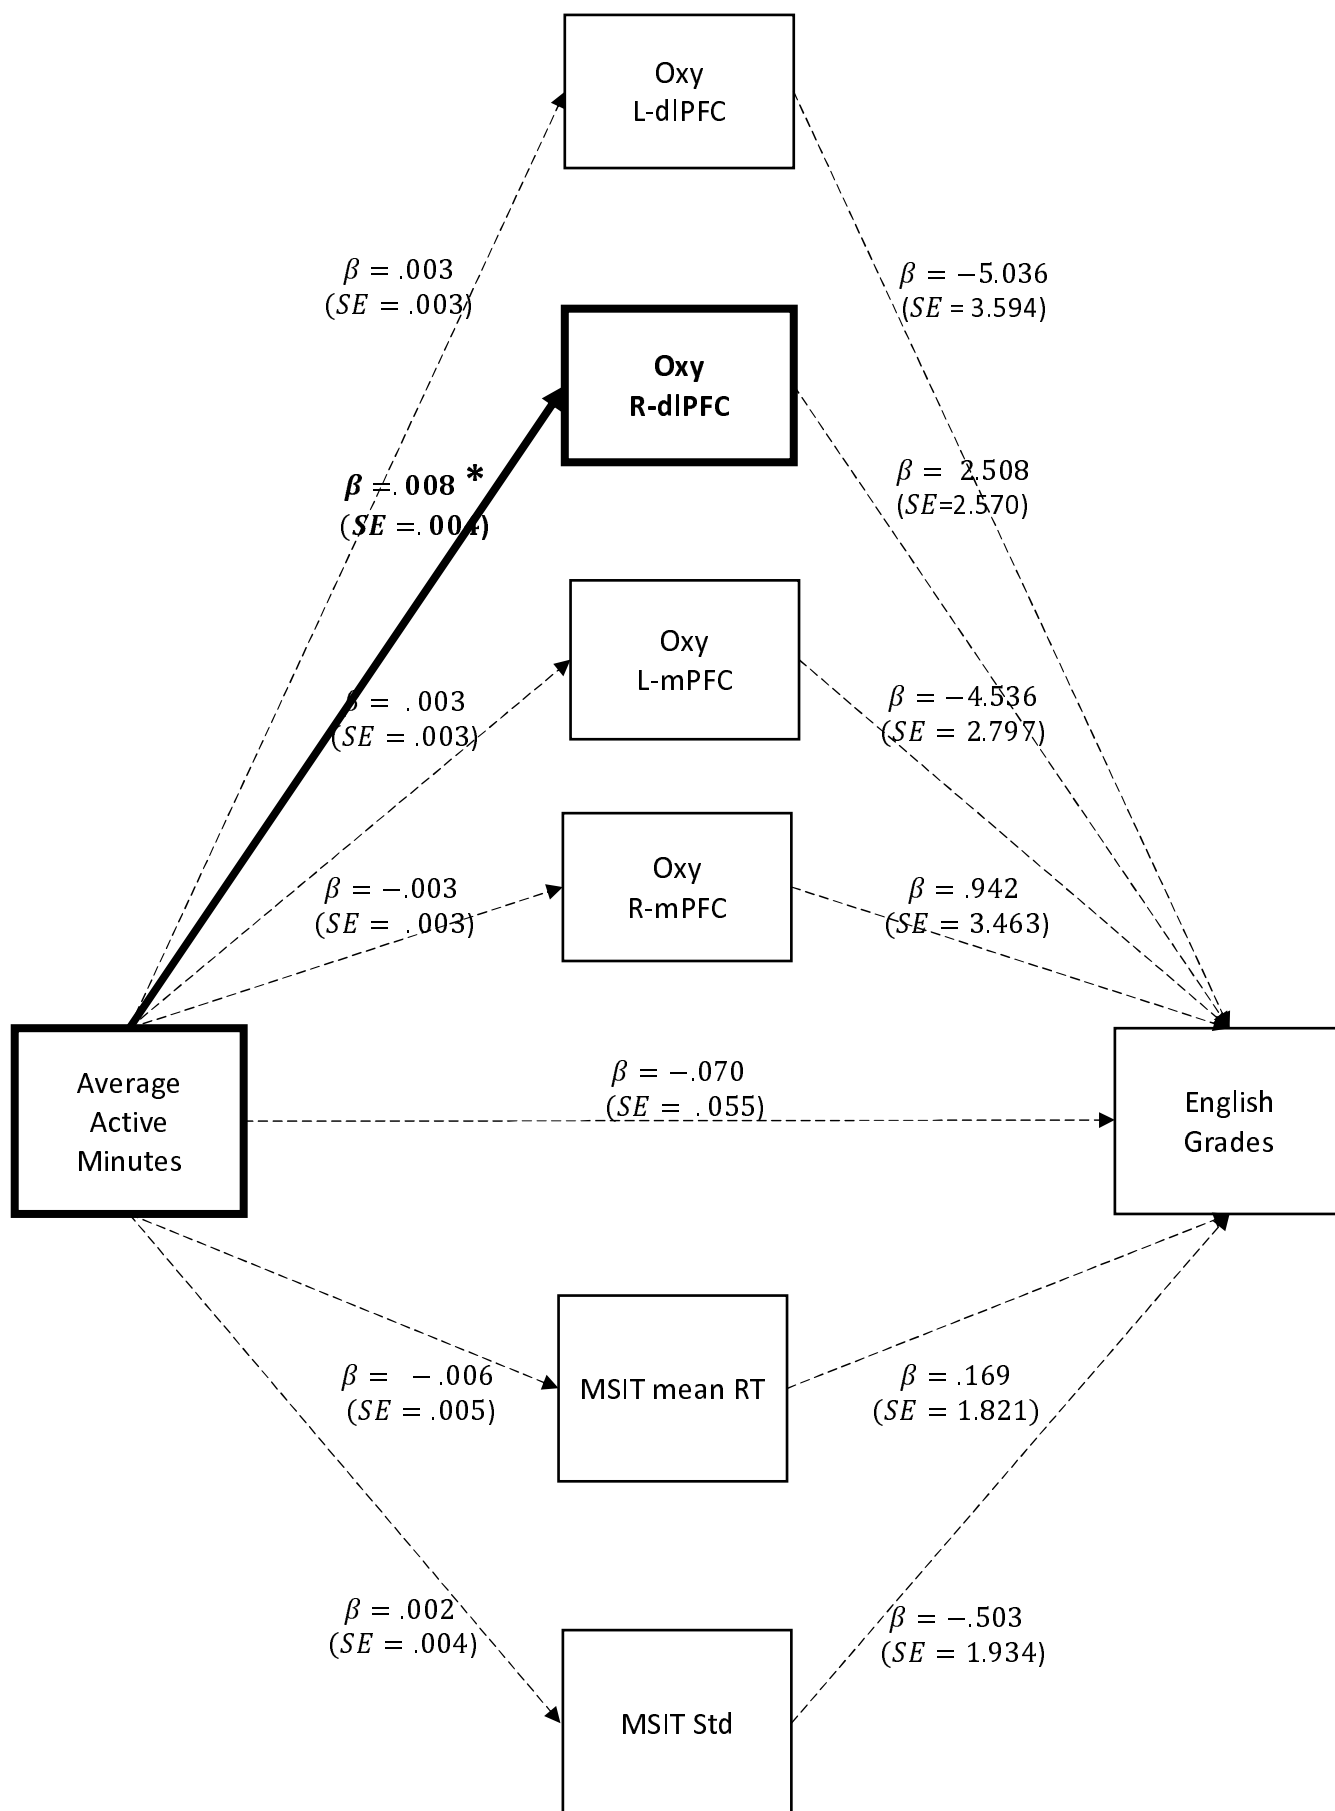 Oxy
L-dlPFC
β = .003
(SE = .003)
β = −5.036
(SE = 3.594)
Oxy
R-dlPFC
β =. 008 *
(SE =. 004)
β = 2.508
(SE=2.570)
Oxy
L-mPFC
β = .003
(SE = .003)
β = −4.536
(SE = 2.797)
Oxy
R-mPFC
β = −.003
(SE = .003)
β = .942
(SE = 3.463)
Average
Active
Minutes
β = −.070
(SE = .055)
English
Grades
β = −.006
(SE = .005)
MSIT mean RT
β = .169
(SE = 1.821)
β = .002
(SE = .004)
β = −.503
(SE = 1.934)
MSIT Std